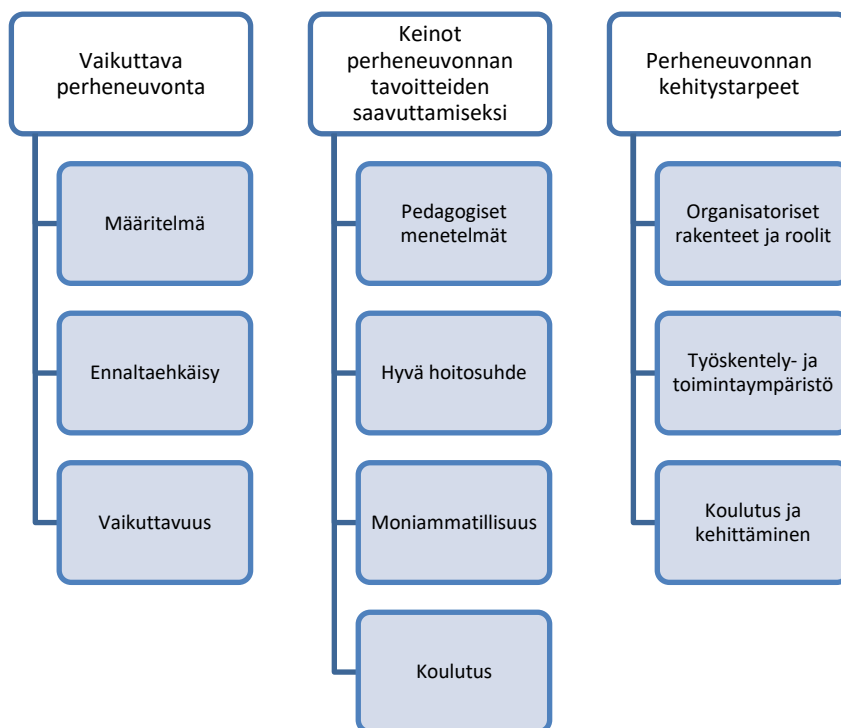 Vaikuttava
perheneuvonta
Määritelmä
Ennaltaehkäisy
Vaikuttavuus
Keinot
perheneuvonnan
tavoitteiden
saavuttamiseksi
Pedagogiset
menetelmät
Hyvä hoitosuhde
Moniammatillisuus
Koulutus
Perheneuvonnan
kehitystarpeet
Organisatoriset
rakenteet ja roolit
Työskentely- ja
toimintaympäristö
Koulutus ja
kehittäminen